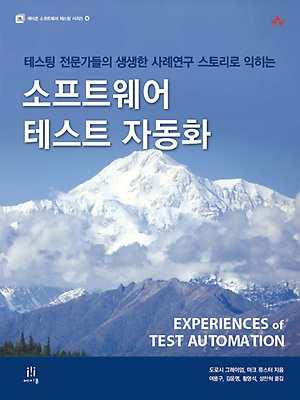 에이콘 소프트웨어 테스팅 시리즈
테스팅 전문가들의 생생한 사례연구 스토리로 익히는
소프트웨어
테스트 자동화
EXPERIENCES of
TEST AUTOMATION
도로시 그레이엄, 마크 퓨스터 지음
여용구, 김윤명, 황영석, 성찬혁 옮김
에이콘